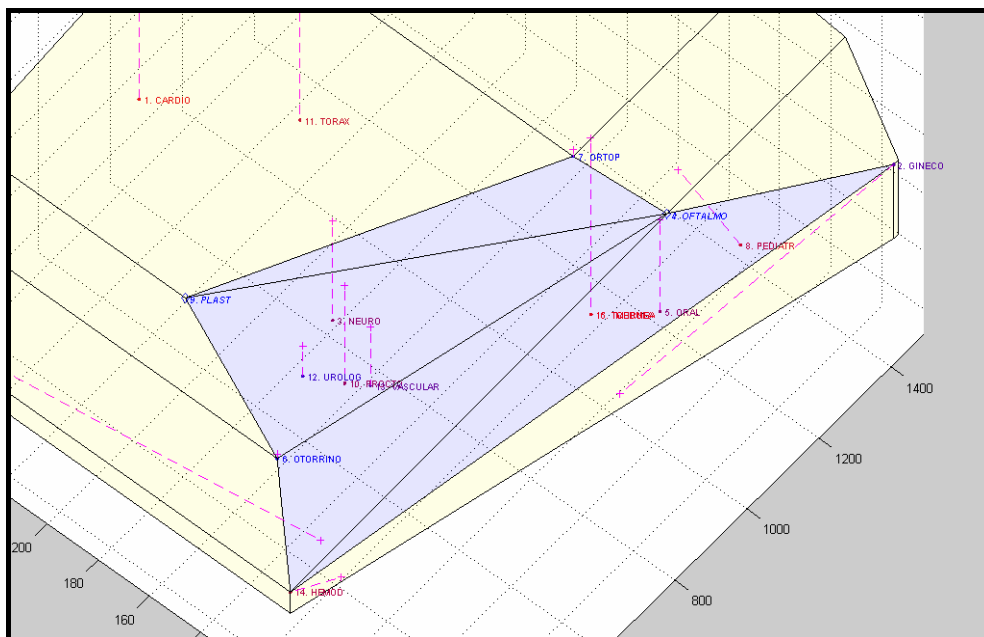 1. CARDIO
11. TORAX
7. ORTOP
2. GINECO
4. OFTALMO
8. PEDIATR
9. PLAST
3. NEURO
5. ORAL
12. UROLOG
10. PROCTO
VASCULAR
6. OTORRINO
14. HEMOD
1400
1200
1000
800
200
180
160